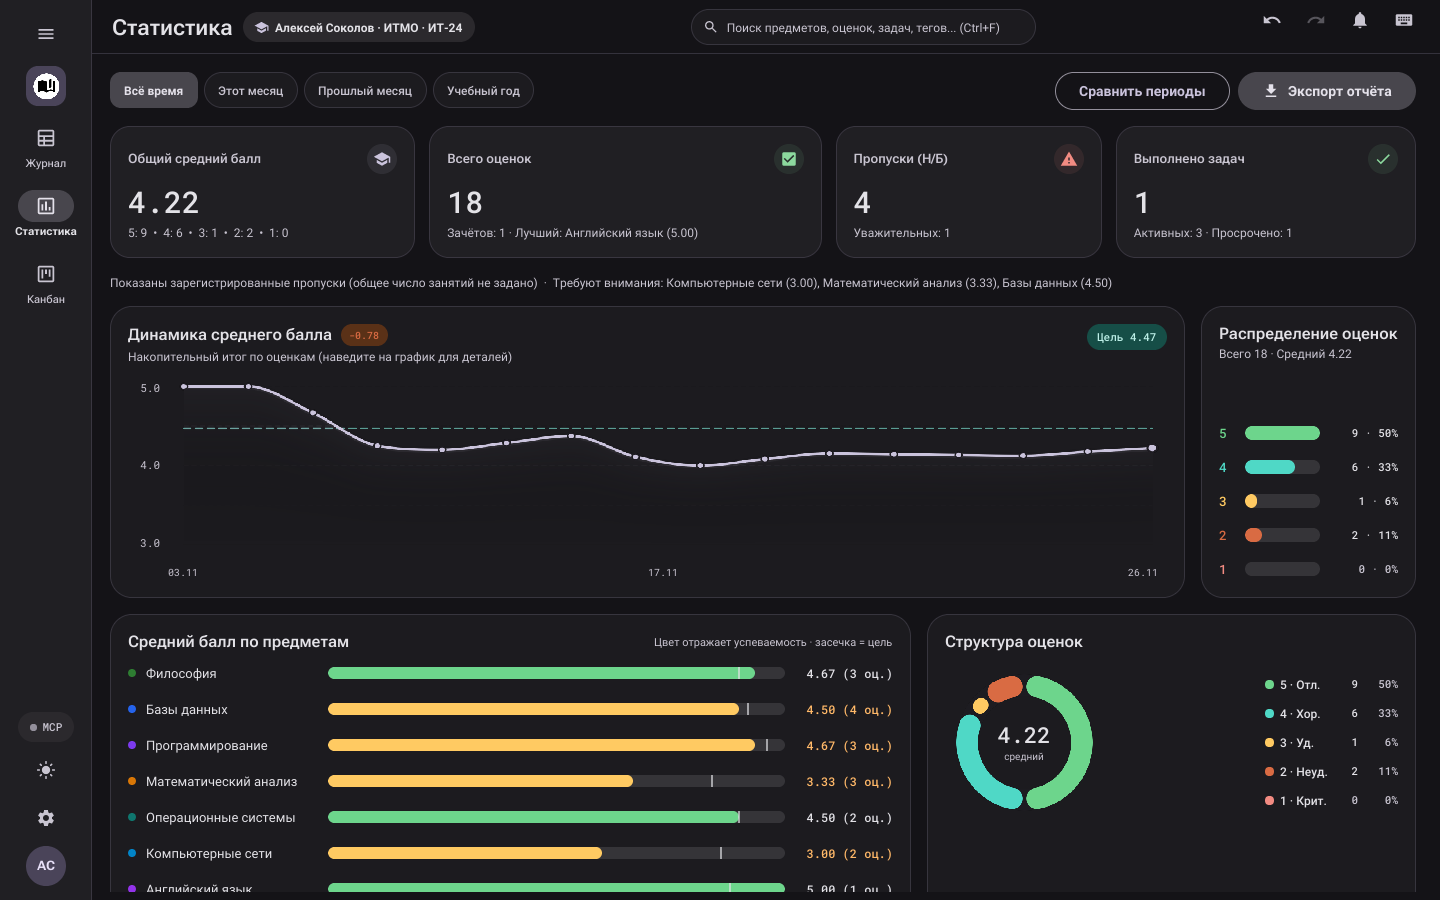 Статистика
Алексей Соколов · ИТМО · ИТ-24
Поиск предметов, оценок, задач, тегов... (Ctrl+F)
Журнал
Статистика
Канбан
MCP
АС
Всё время
Этот месяц
Прошлый месяц
Учебный год
Сравнить периоды
Экспорт отчёта
Общий средний балл
4.22
5: 9 • 4: 6 • 3: 1 • 2: 2 • 1: 0
Всего оценок
18
Зачётов: 1 · Лучший: Английский язык (5.00)
Пропуски (Н/Б)
4
Уважительных: 1
Выполнено задач
1
Активных: 3 · Просрочено: 1
Показаны зарегистрированные пропуски (общее число занятий не задано) · Требуют внимания: Компьютерные сети (3.00), Математический анализ (3.33), Базы данных (4.50)
Динамика среднего балла
-0.78
Цель 4.47
Накопительный итог по оценкам (наведите на график для деталей)
5.0
4.0
3.0
03.11
17.11
26.11
Распределение оценок
Всего 18 · Средний 4.22
5 9 · 50%
4 6 · 33%
3 1 · 6%
2 2 · 11%
1 0 · 0%
Средний балл по предметам
Цвет отражает успеваемость · засечка = цель
Философия 4.67 (3 оц.)
Базы данных 4.50 (4 оц.)
Программирование 4.67 (3 оц.)
Математический анализ 3.33 (3 оц.)
Операционные системы 4.50 (2 оц.)
Компьютерные сети 3.00 (2 оц.)
Английский язык 5.00 (1 оц.)
Структура оценок
4.22
средний
5 · Отл. 9 50%
4 · Хор. 6 33%
3 · Уд. 1 6%
2 · Неуд. 2 11%
1 · Крит. 0 0%